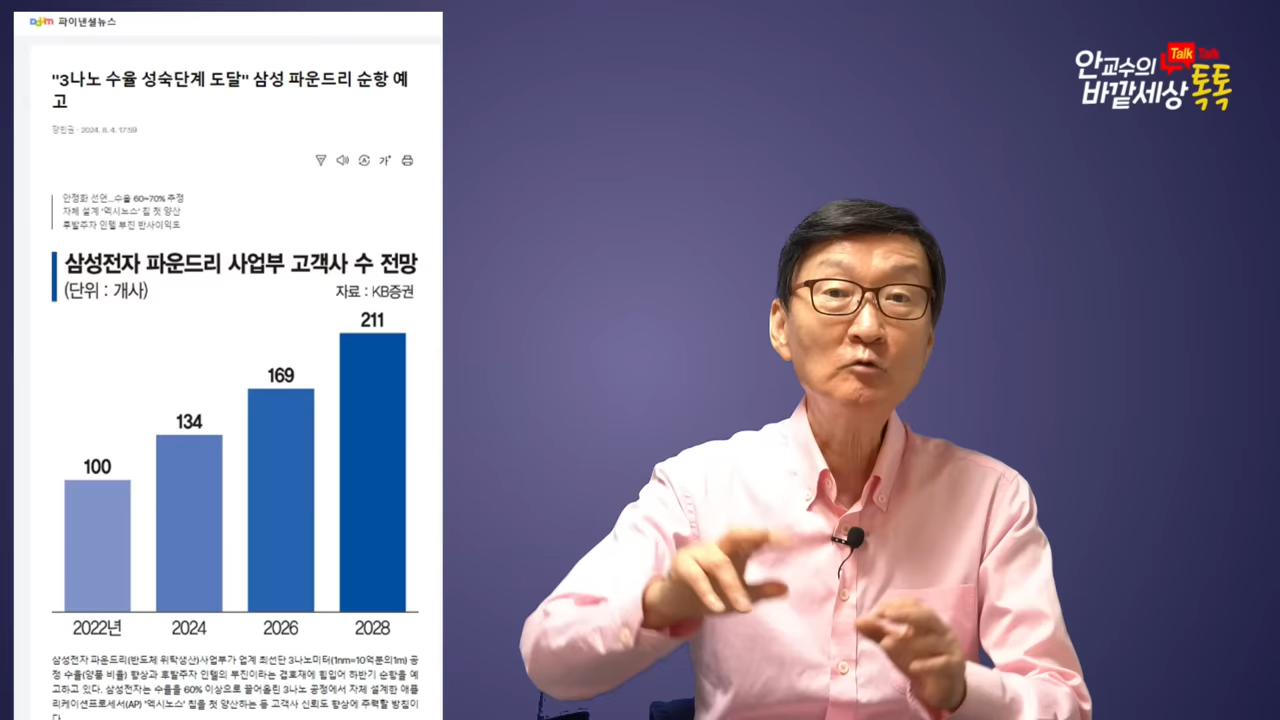 Daum 파이낸셜뉴스
"3나노 수율 성숙단계 도달" 삼성 파운드리 순항 예
고
장민권 · 2024. 8. 4. 17:59
가+
안정화 선언…수율 60~70% 추정
자체 설계 '엑시노스' 칩 첫 양산
후발주자 인텔 부진 반사이익도
삼성전자 파운드리 사업부 고객사 수 전망
(단위 : 개사)
자료 : KB증권
211
169
134
100
2022년
2024
2026
2028
삼성전자 파운드리(반도체 위탁생산)사업부가 업계 최선단 3나노미터(1nm=10억분의1m) 공
정 수율(양품 비율) 향상과 후발주자 인텔의 부진이라는 겹호재에 힘입어 하반기 순항을 예
고하고 있다. 삼성전자는 수율을 60% 이상으로 끌어올린 3나노 공정에서 자체 설계한 애플
리케이션프로세서(AP) '엑시노스' 칩을 첫 양산하는 등 고객사 신뢰도 향상에 주력할 방침이
다.
안교수의 Talk Talk
바깥세상 톡톡